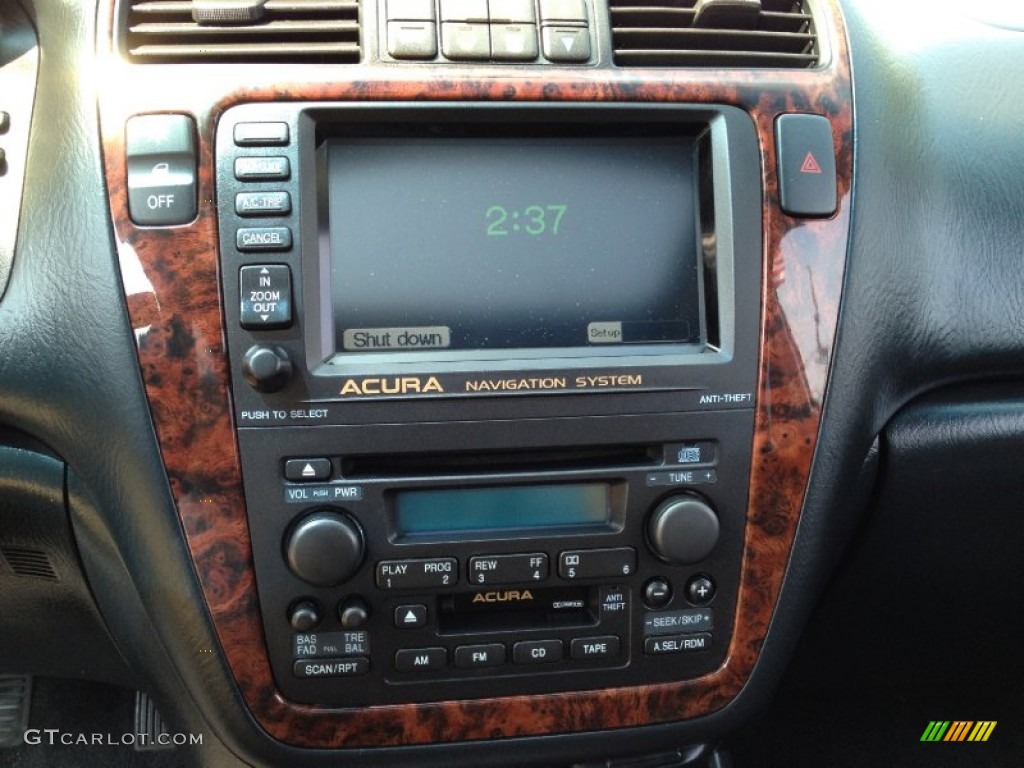 OFF
A/C·TRIP
CANCEL
IN
ZOOM
OUT
2:37
Shut down
Setup
ACURA NAVIGATION SYSTEM
PUSH TO SELECT
ANTI-THEFT
VOL PUSH PWR
− TUNE +
PLAY 1
PROG 2
REW 3
FF 4
5
6
ACURA
ANTI
THEFT
− SEEK/SKIP +
BAS
FAD
TRE
BAL
SCAN/RPT
AM
FM
CD
TAPE
A.SEL/RDM
GTCARLOT.COM